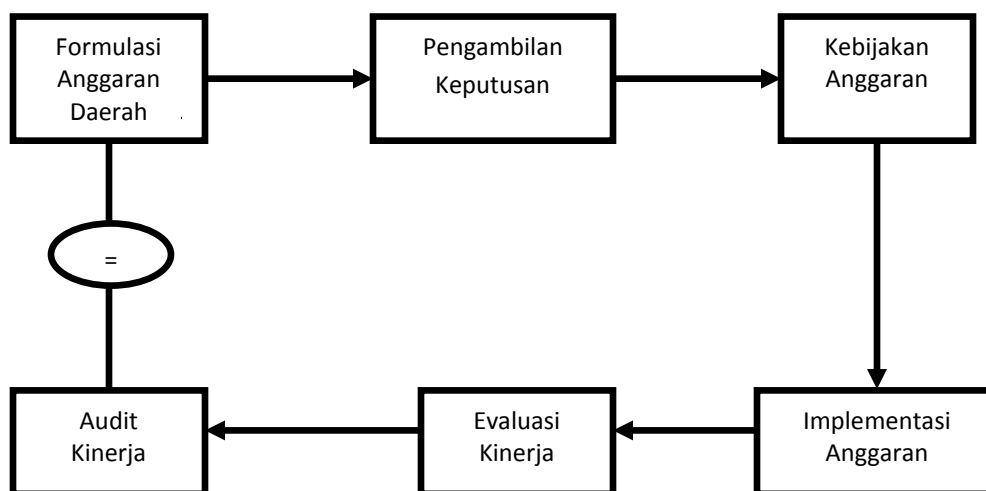 Formulasi
Anggaran
Daerah .
Pengambilan
Keputusan
Kebijakan
Anggaran
=
Audit
Kinerja
Evaluasi
Kinerja
Implementasi
Anggaran